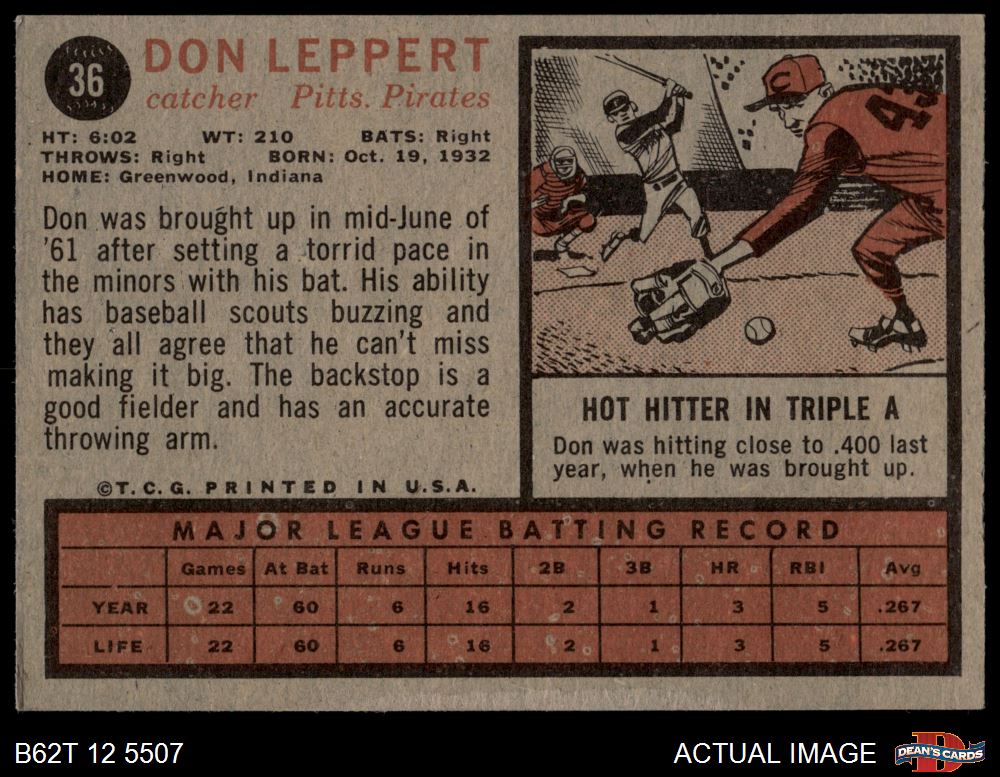 36
DON LEPPERT
catcher Pitts. Pirates
HT: 6:02 WT: 210 BATS: Right
THROWS: Right BORN: Oct. 19, 1932
HOME: Greenwood, Indiana
Don was brought up in mid-June of
'61 after setting a torrid pace in
the minors with his bat. His ability
has baseball scouts buzzing and
they all agree that he can't miss
making it big. The backstop is a
good fielder and has an accurate
throwing arm.
©T.C.G. PRINTED IN U.S.A.
C
43
HOT HITTER IN TRIPLE A
Don was hitting close to .400 last
year, when he was brought up.
MAJOR LEAGUE BATTING RECORD
Games At Bat Runs Hits 2B 3B HR RBI Avg
YEAR 22 60 6 16 2 1 3 5 .267
LIFE 22 60 6 16 2 1 3 5 .267
B62T 12 5507
ACTUAL IMAGE
D
DEAN'S CARDS